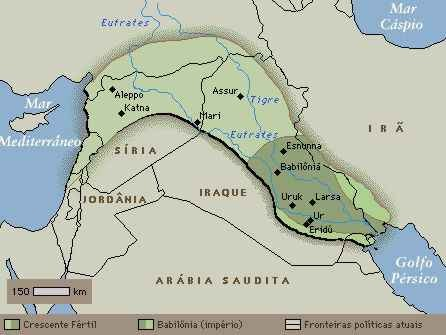 Eufrates
Mar
Cáspio
Aleppo
Katna
Assur
Tigre
Mari
Eufrates
Mar
Mediterrâneo
IRÃ
SÍRIA
Esnunna
Babilôniá
JORDÂNIA
IRAQUE
Uruk
Larsa
Ur
Eridú
Golfo
Pérsico
ARÁBIA SAUDITA
150 km
Crescente Fértil
Babilônia (império)
Fronteiras políticas atuais